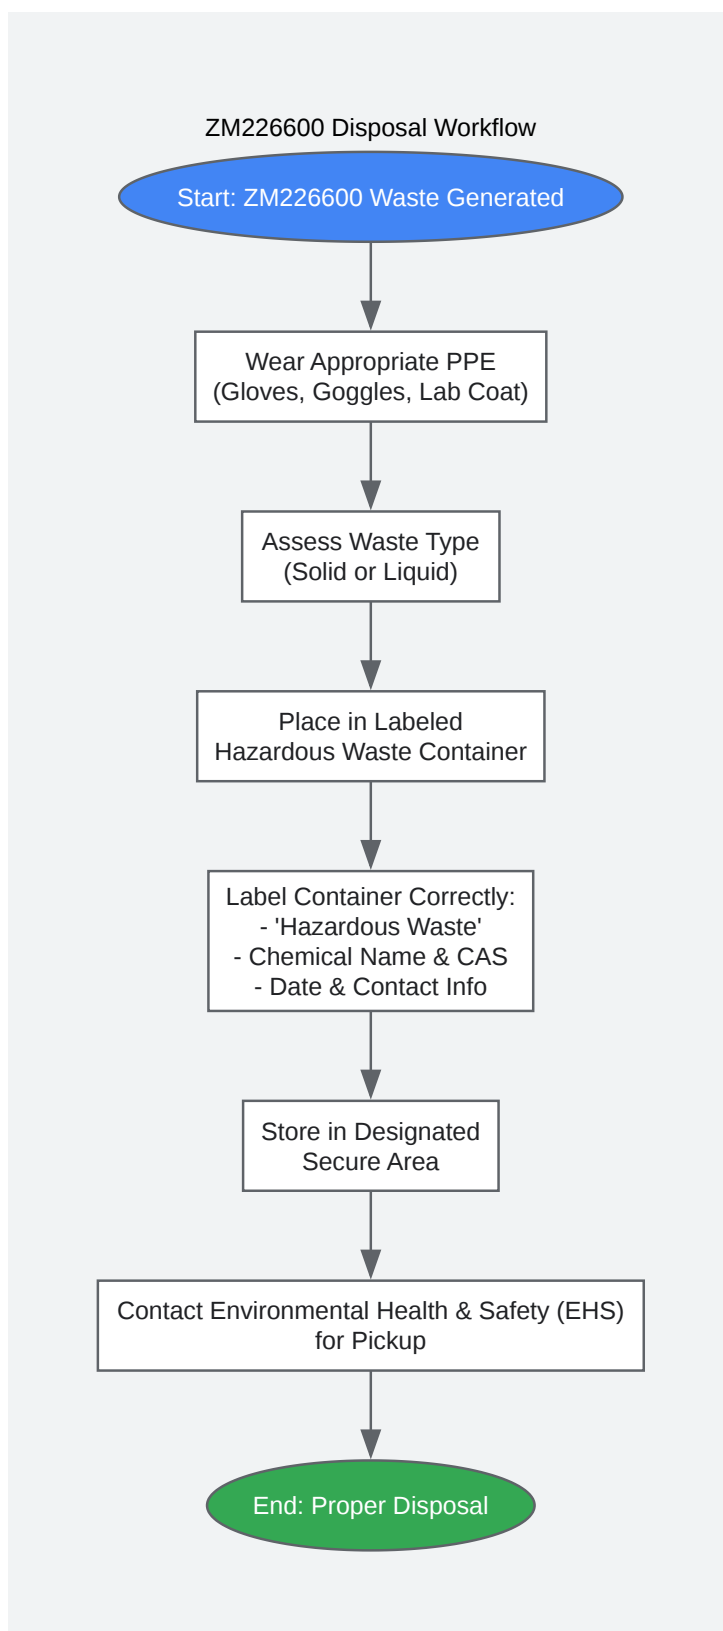 ZM226600 Disposal Workflow
Start: ZM226600 Waste Generated
Wear Appropriate PPE
(Gloves, Goggles, Lab Coat)
Assess Waste Type
(Solid or Liquid)
Place in Labeled
Hazardous Waste Container
Label Container Correctly:
- 'Hazardous Waste'
- Chemical Name & CAS
- Date & Contact Info
Store in Designated
Secure Area
Contact Environmental Health & Safety (EHS)
for Pickup
End: Proper Disposal